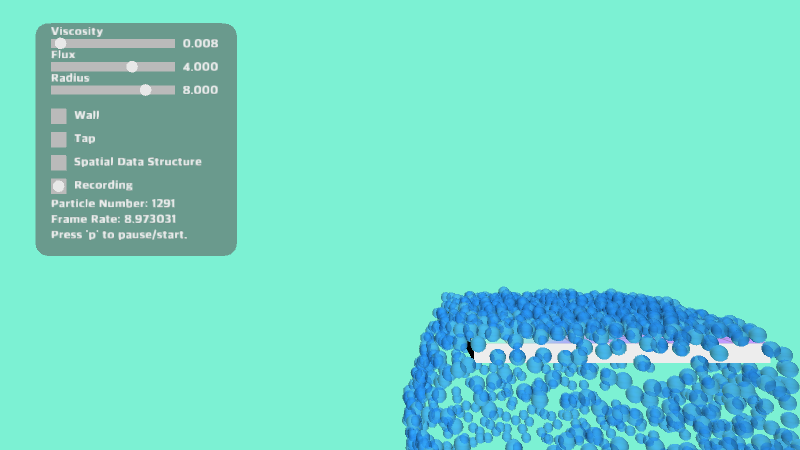 Viscosity
0.008
Flux
4.000
Radius
8.000
Wall
Tap
Spatial Data Structure
Recording
Particle Number: 1291
Frame Rate: 8.973031
Press 'p' to pause/start.